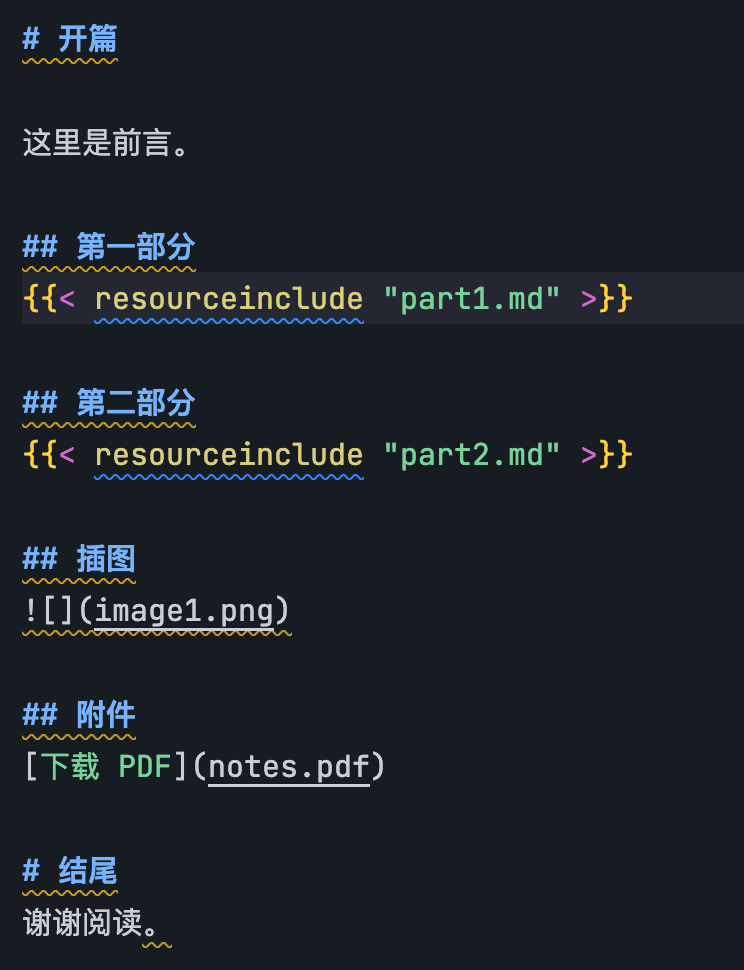 # 开篇
这里是前言。
## 第一部分
{{< resourceinclude "part1.md" >}}
## 第二部分
{{< resourceinclude "part2.md" >}}
## 插图
![](image1.png)
## 附件
[下载 PDF](notes.pdf)
# 结尾
谢谢阅读。